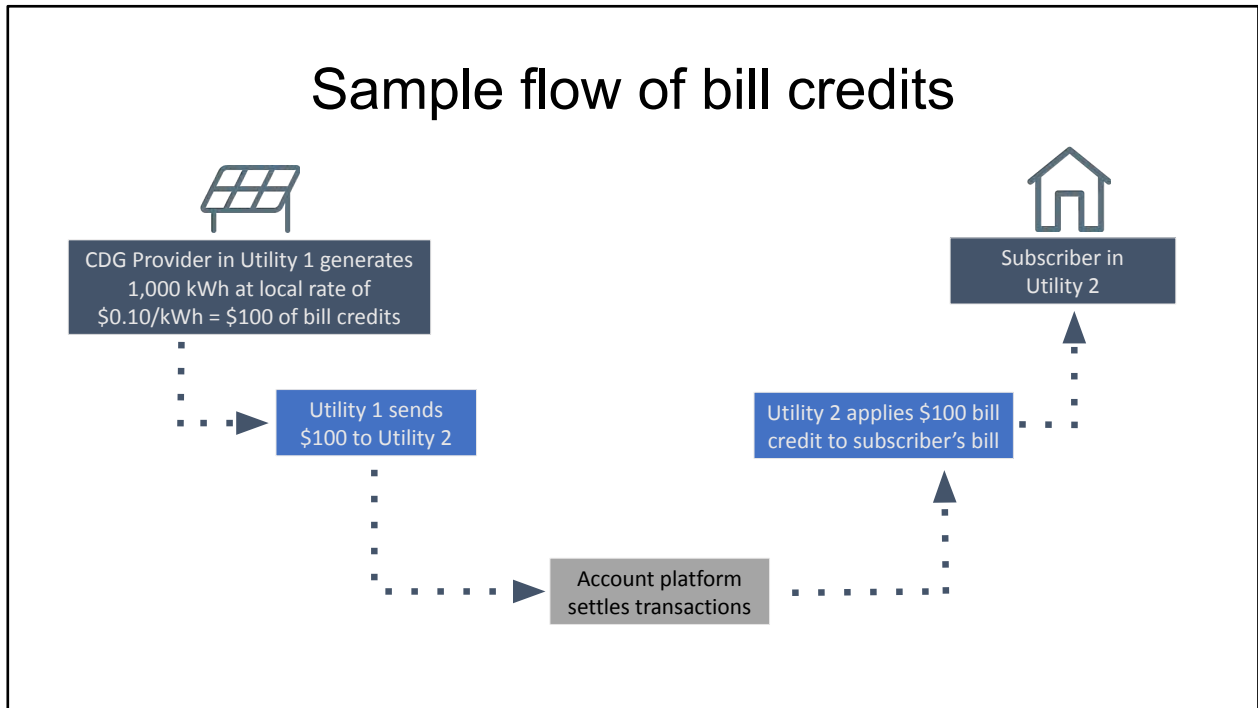 Sample flow of bill credits
CDG Provider in Utility 1 generates
1,000 kWh at local rate of
$0.10/kWh = $100 of bill credits
Utility 1 sends
$100 to Utility 2
Account platform
settles transactions
Utility 2 applies $100 bill
credit to subscriber’s bill
Subscriber in
Utility 2